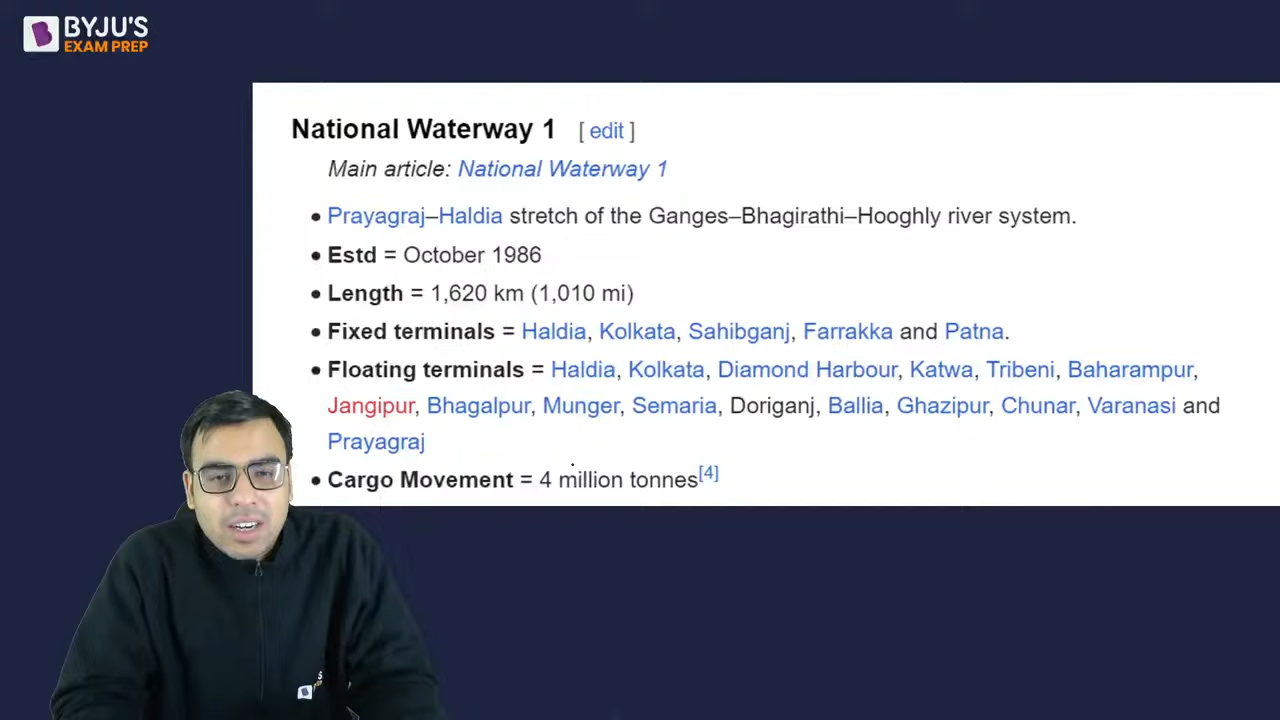 BYJU'S
EXAM PREP
National Waterway 1 [ edit ]
Main article: National Waterway 1
• Prayagraj–Haldia stretch of the Ganges–Bhagirathi–Hooghly river system.
• Estd = October 1986
• Length = 1,620 km (1,010 mi)
• Fixed terminals = Haldia, Kolkata, Sahibganj, Farrakka and Patna.
• Floating terminals = Haldia, Kolkata, Diamond Harbour, Katwa, Tribeni, Baharampur,
Jangipur, Bhagalpur, Munger, Semaria, Doriganj, Ballia, Ghazipur, Chunar, Varanasi and
Prayagraj
• Cargo Movement = 4 million tonnes[4]